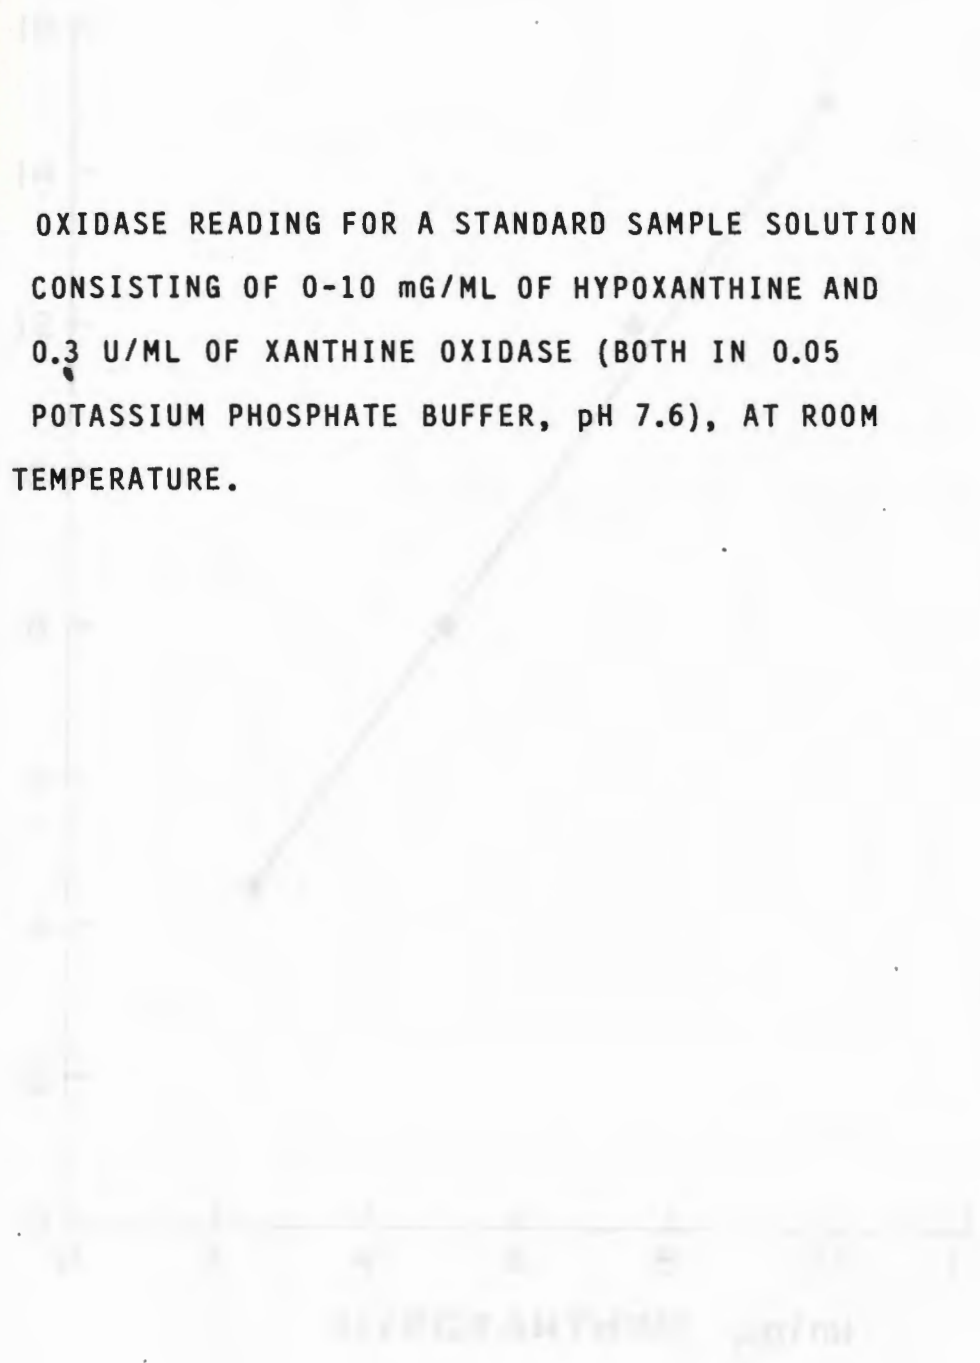 OXIDASE READING FOR A STANDARD SAMPLE SOLUTION
CONSISTING OF 0-10 mG/ML OF HYPOXANTHINE AND
0.3 U/ML OF XANTHINE OXIDASE (BOTH IN 0.05
POTASSIUM PHOSPHATE BUFFER, pH 7.6), AT ROOM
TEMPERATURE.